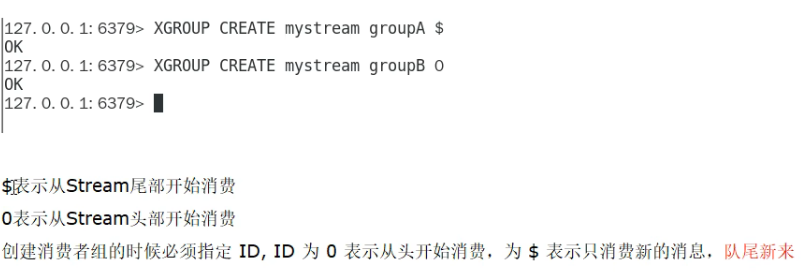 127.0.0.1:6379> XGROUP CREATE mystream groupA $
OK
127.0.0.1:6379> XGROUP CREATE mystream groupB 0
OK
127.0.0.1:6379>
$表示从Stream尾部开始消费
0表示从Stream头部开始消费
创建消费者组的时候必须指定 ID, ID 为 0 表示从头开始消费，为 $ 表示只消费新的消息，队尾新来